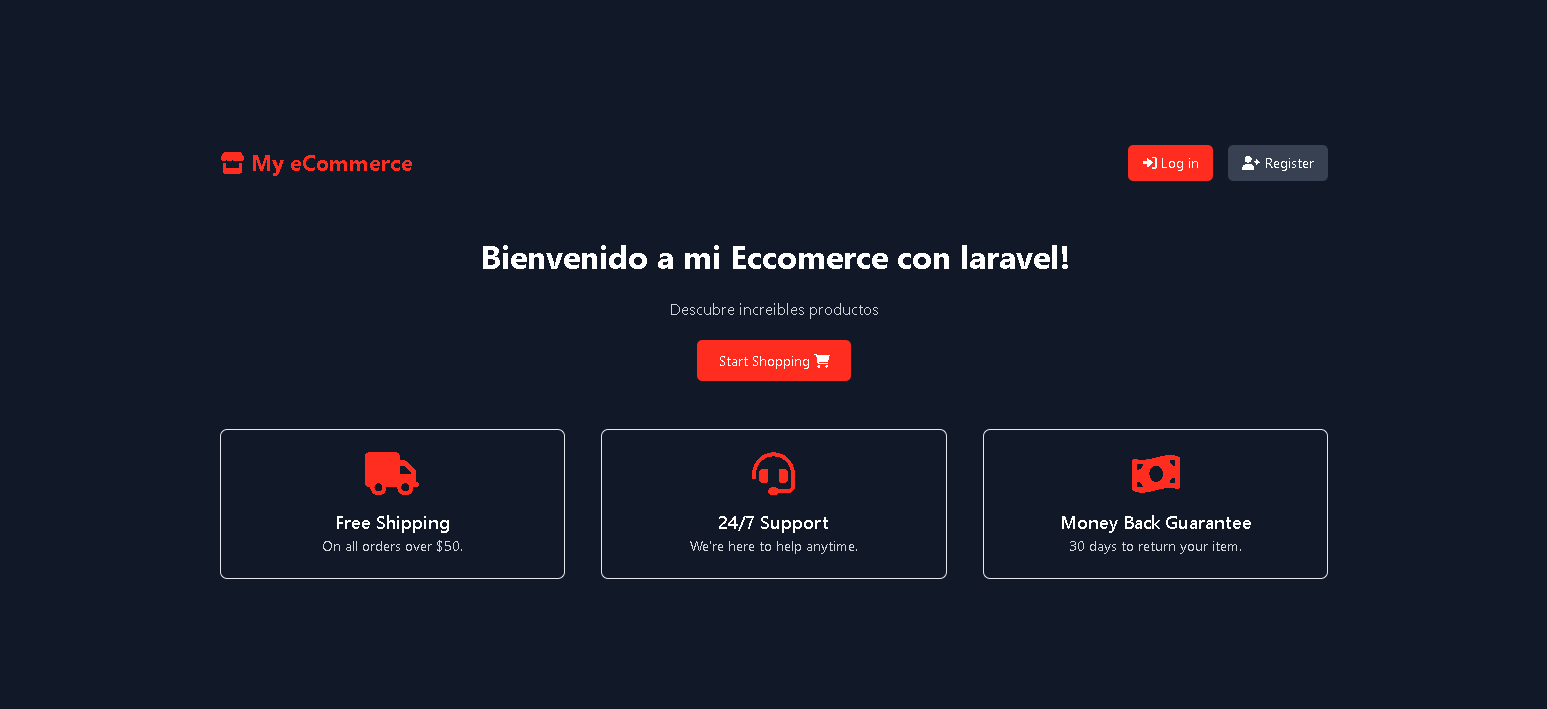 My eCommerce
Log in
Register
Bienvenido a mi Eccomerce con laravel!
Descubre increibles productos
Start Shopping
Free Shipping
On all orders over $50.
24/7 Support
We're here to help anytime.
Money Back Guarantee
30 days to return your item.